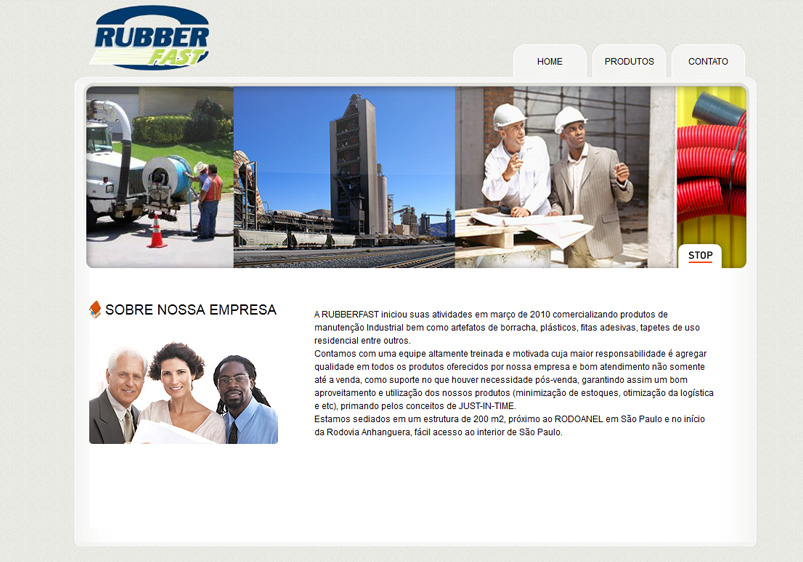 RUBBER
FAST
HOME PRODUTOS CONTATO
STOP
SOBRE NOSSA EMPRESA
A RUBBERFAST iniciou suas atividades em março de 2010 comercializando produtos de
manutenção Industrial bem como artefatos de borracha, plásticos, fitas adesivas, tapetes de uso
residencial entre outros.
Contamos com uma equipe altamente treinada e motivada cuja maior responsabilidade é agregar
qualidade em todos os produtos oferecidos por nossa empresa e bom atendimento não somente
até a venda, como suporte no que houver necessidade pós-venda, garantindo assim um bom
aproveitamento e utilização dos nossos produtos (minimização de estoques, otimização da logística
e etc), primando pelos conceitos de JUST-IN-TIME.
Estamos sediados em um estrutura de 200 m2, próximo ao RODOANEL em São Paulo e no início
da Rodovia Anhanguera, fácil acesso ao interior de São Paulo.